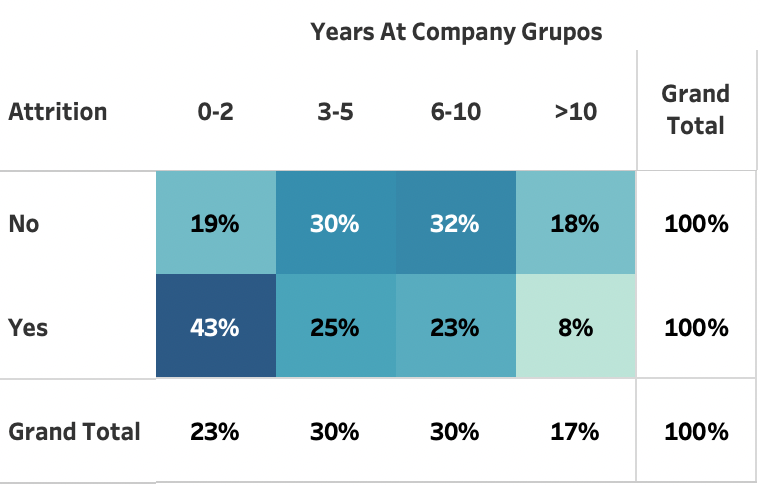 Years At Company Grupos
Attrition 0-2 3-5 6-10 >10 Grand Total
No 19% 30% 32% 18% 100%
Yes 43% 25% 23% 8% 100%
Grand Total 23% 30% 30% 17% 100%